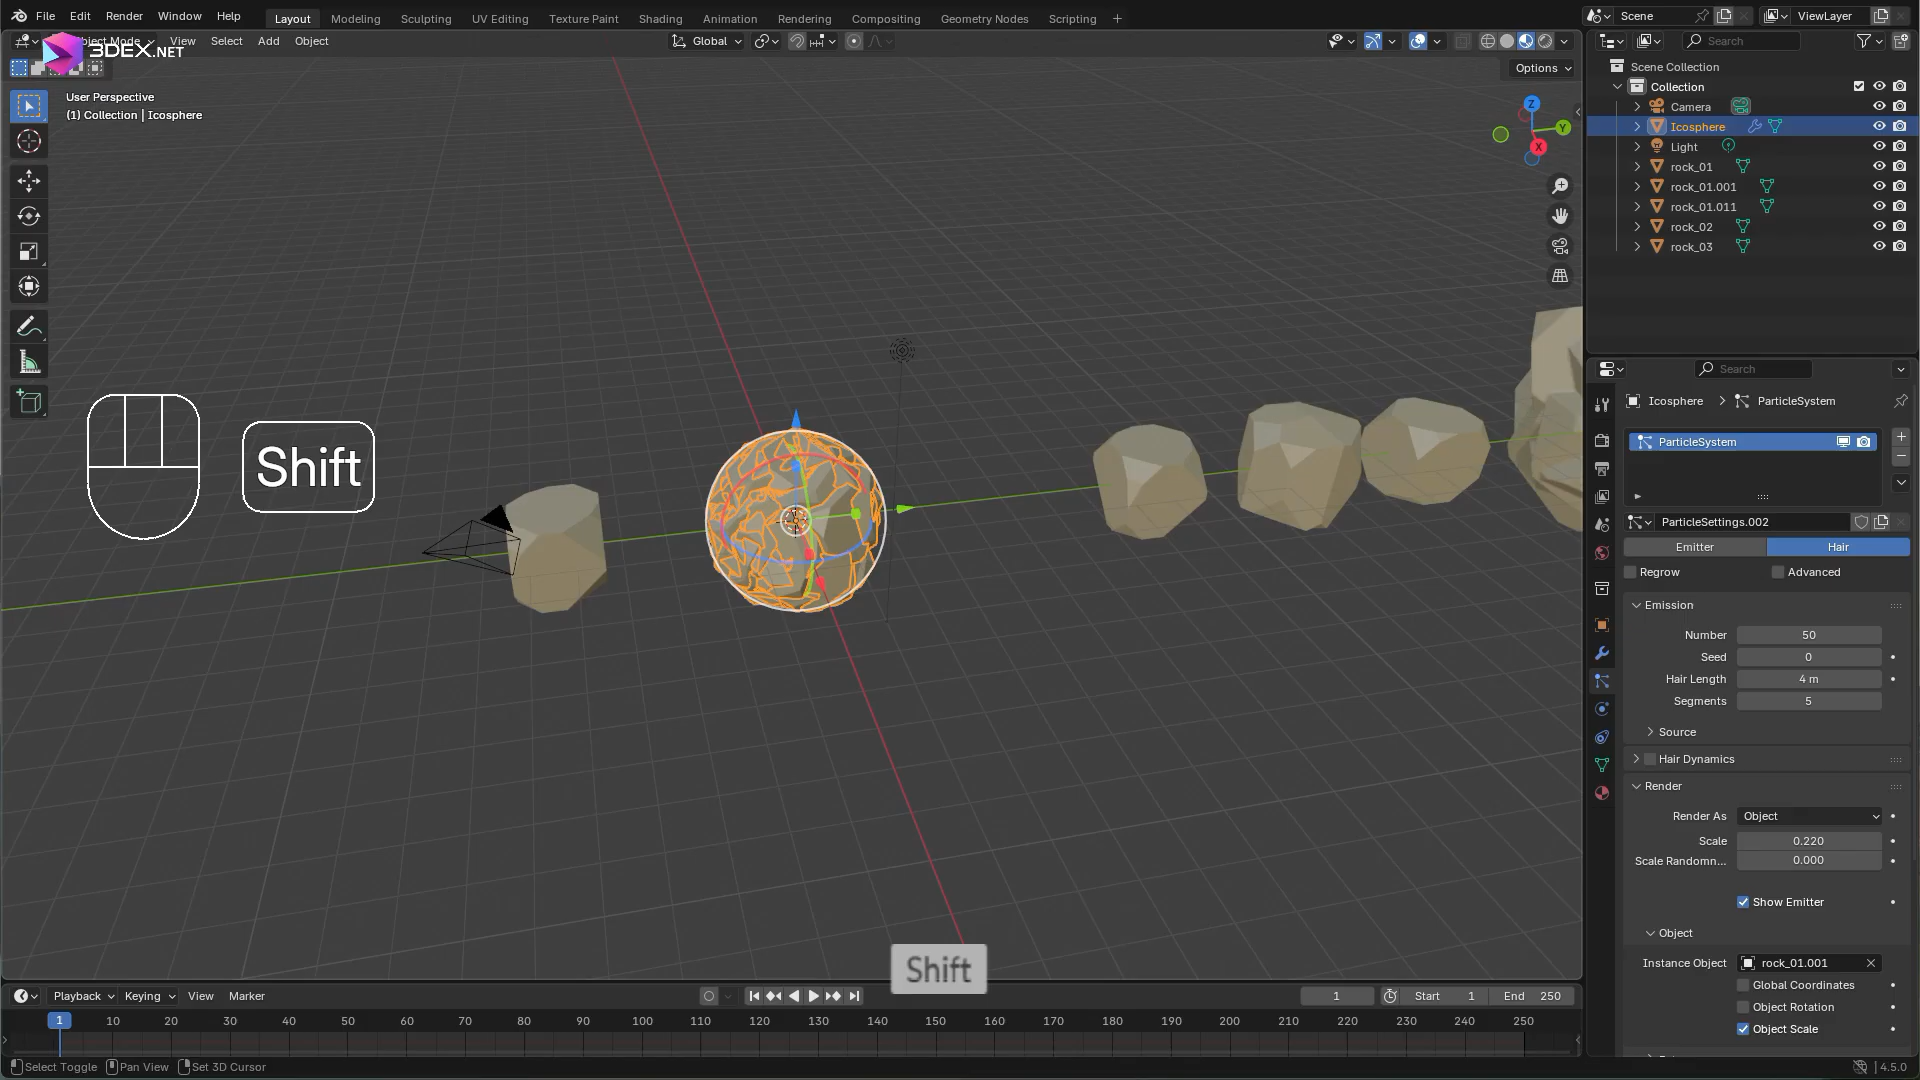 File Edit Render Window Help Layout Modeling Sculpting UV Editing Texture Paint Shading Animation Rendering Compositing Geometry Nodes Scripting + Scene ViewLayer
3DEX.NET
View Select Add Object Global
Search
Options
User Perspective
(1) Collection | Icosphere
Z
Y
X
Scene Collection
Collection
Camera
Icosphere
Light
rock_01
rock_01.001
rock_01.011
rock_02
rock_03
Shift
Search
Icosphere > ParticleSystem
ParticleSystem
ParticleSettings.002
Emitter Hair
Regrow Advanced
Emission
Number 50
Seed 0
Hair Length 4 m
Segments 5
Source
Hair Dynamics
Render
Render As Object
Scale 0.220
Scale Randomn... 0.000
Show Emitter
Object
Instance Object rock_01.001
Global Coordinates
Object Rotation
Object Scale
Shift
Playback Keying View Marker 1 Start 1 End 250
1 10 20 30 40 50 60 70 80 90 100 110 120 130 140 150 160 170 180 190 200 210 220 230 240 250
Select Toggle Pan View Set 3D Cursor 4.5.0